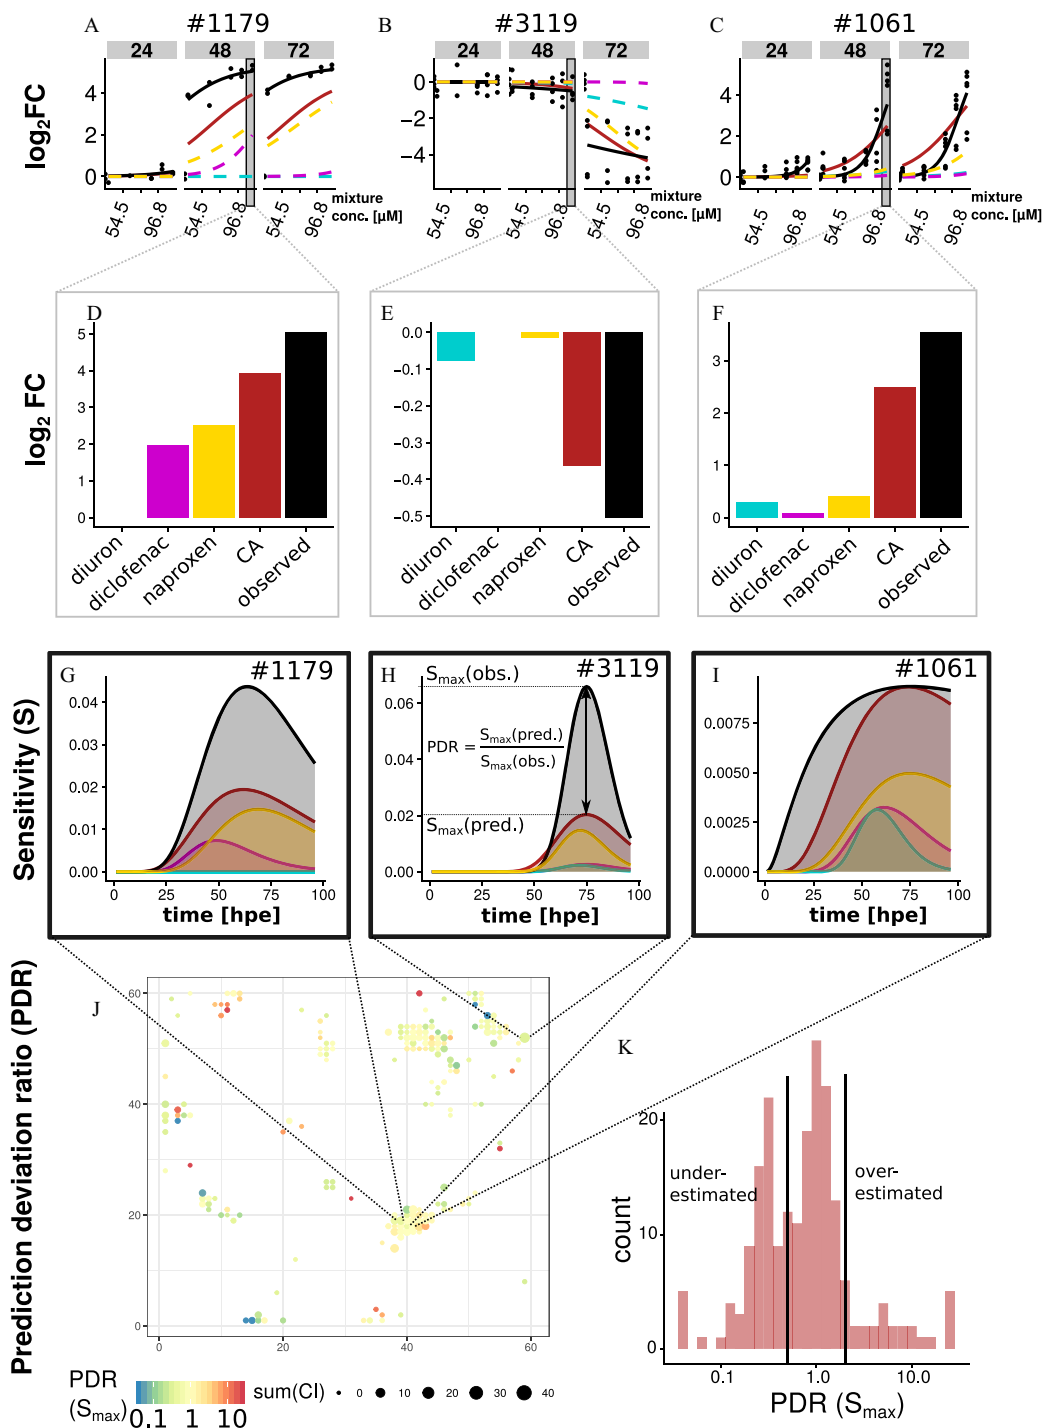 A #1179 B #3119 C #1061
24 48 72 24 48 72 24 48 72
log2FC
4
2
0
0
−2
−4
4
2
0
54.5 96.8 54.5 96.8 mixture conc. [µM]
54.5 96.8 54.5 96.8 mixture conc. [µM]
54.5 96.8 54.5 96.8 54.5 96.8 mixture conc. [µM]
log2 FC
D
5
4
3
2
1
0
diuron diclofenac naproxen CA observed
E
0.0
−0.1
−0.2
−0.3
−0.4
−0.5
diuron diclofenac naproxen CA observed
F
3
2
1
0
diuron diclofenac naproxen CA observed
Sensitivity (S)
G #1179
0.04
0.03
0.02
0.01
0.00
0 25 50 75 100
time [hpe]
H #3119
Smax(obs.)
0.06
PDR = Smax(pred.) / Smax(obs.)
0.04
0.02
Smax(pred.)
0.00
0 25 50 75 100
time [hpe]
I #1061
0.0075
0.0050
0.0025
0.0000
0 25 50 75 100
time [hpe]
Prediction deviation ratio (PDR)
J
60
40
20
0
0 20 40 60
PDR (Smax)
0.1 1 10
sum(CI) 0 10 20 30 40
K
20
10
0
count
under-estimated
over-estimated
0.1 1.0 10.0
PDR (Smax)